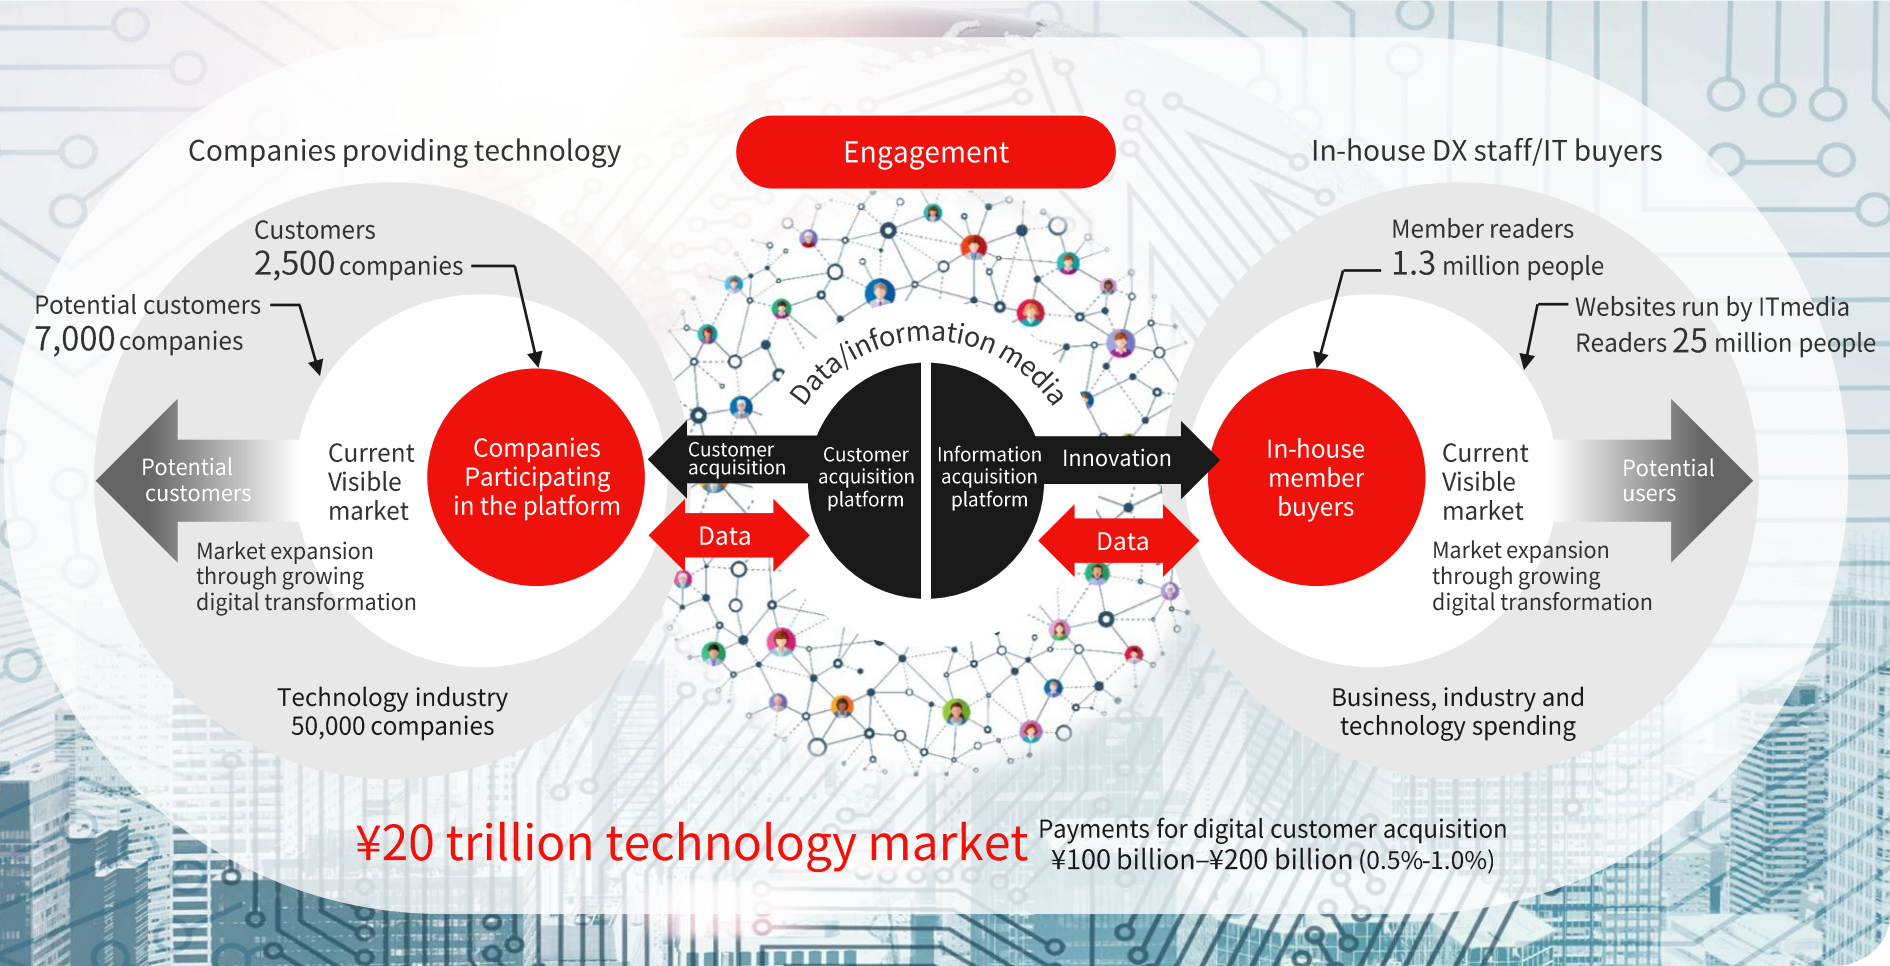 Engagement
Companies providing technology
Customers
2,500 companies
Potential customers
7,000 companies
Potential
customers
Current
Visible
market
Companies
Participating
in the platform
Market expansion
through growing
digital transformation
Technology industry
50,000 companies
Data/information media
Customer
acquisition
Customer
acquisition
platform
Information
acquisition
platform
Innovation
Data
Data
In-house DX staff/IT buyers
Member readers
1.3 million people
Websites run by ITmedia
Readers 25 million people
In-house
member
buyers
Current
Visible
market
Potential
users
Market expansion
through growing
digital transformation
Business, industry and
technology spending
¥20 trillion technology market
Payments for digital customer acquisition
¥100 billion–¥200 billion (0.5%-1.0%)